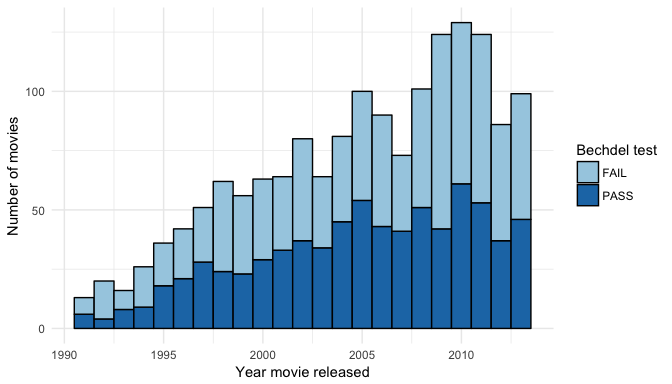 100
50
0
Number of movies
1990
1995
2000
2005
2010
Year movie released
Bechdel test
FAIL
PASS